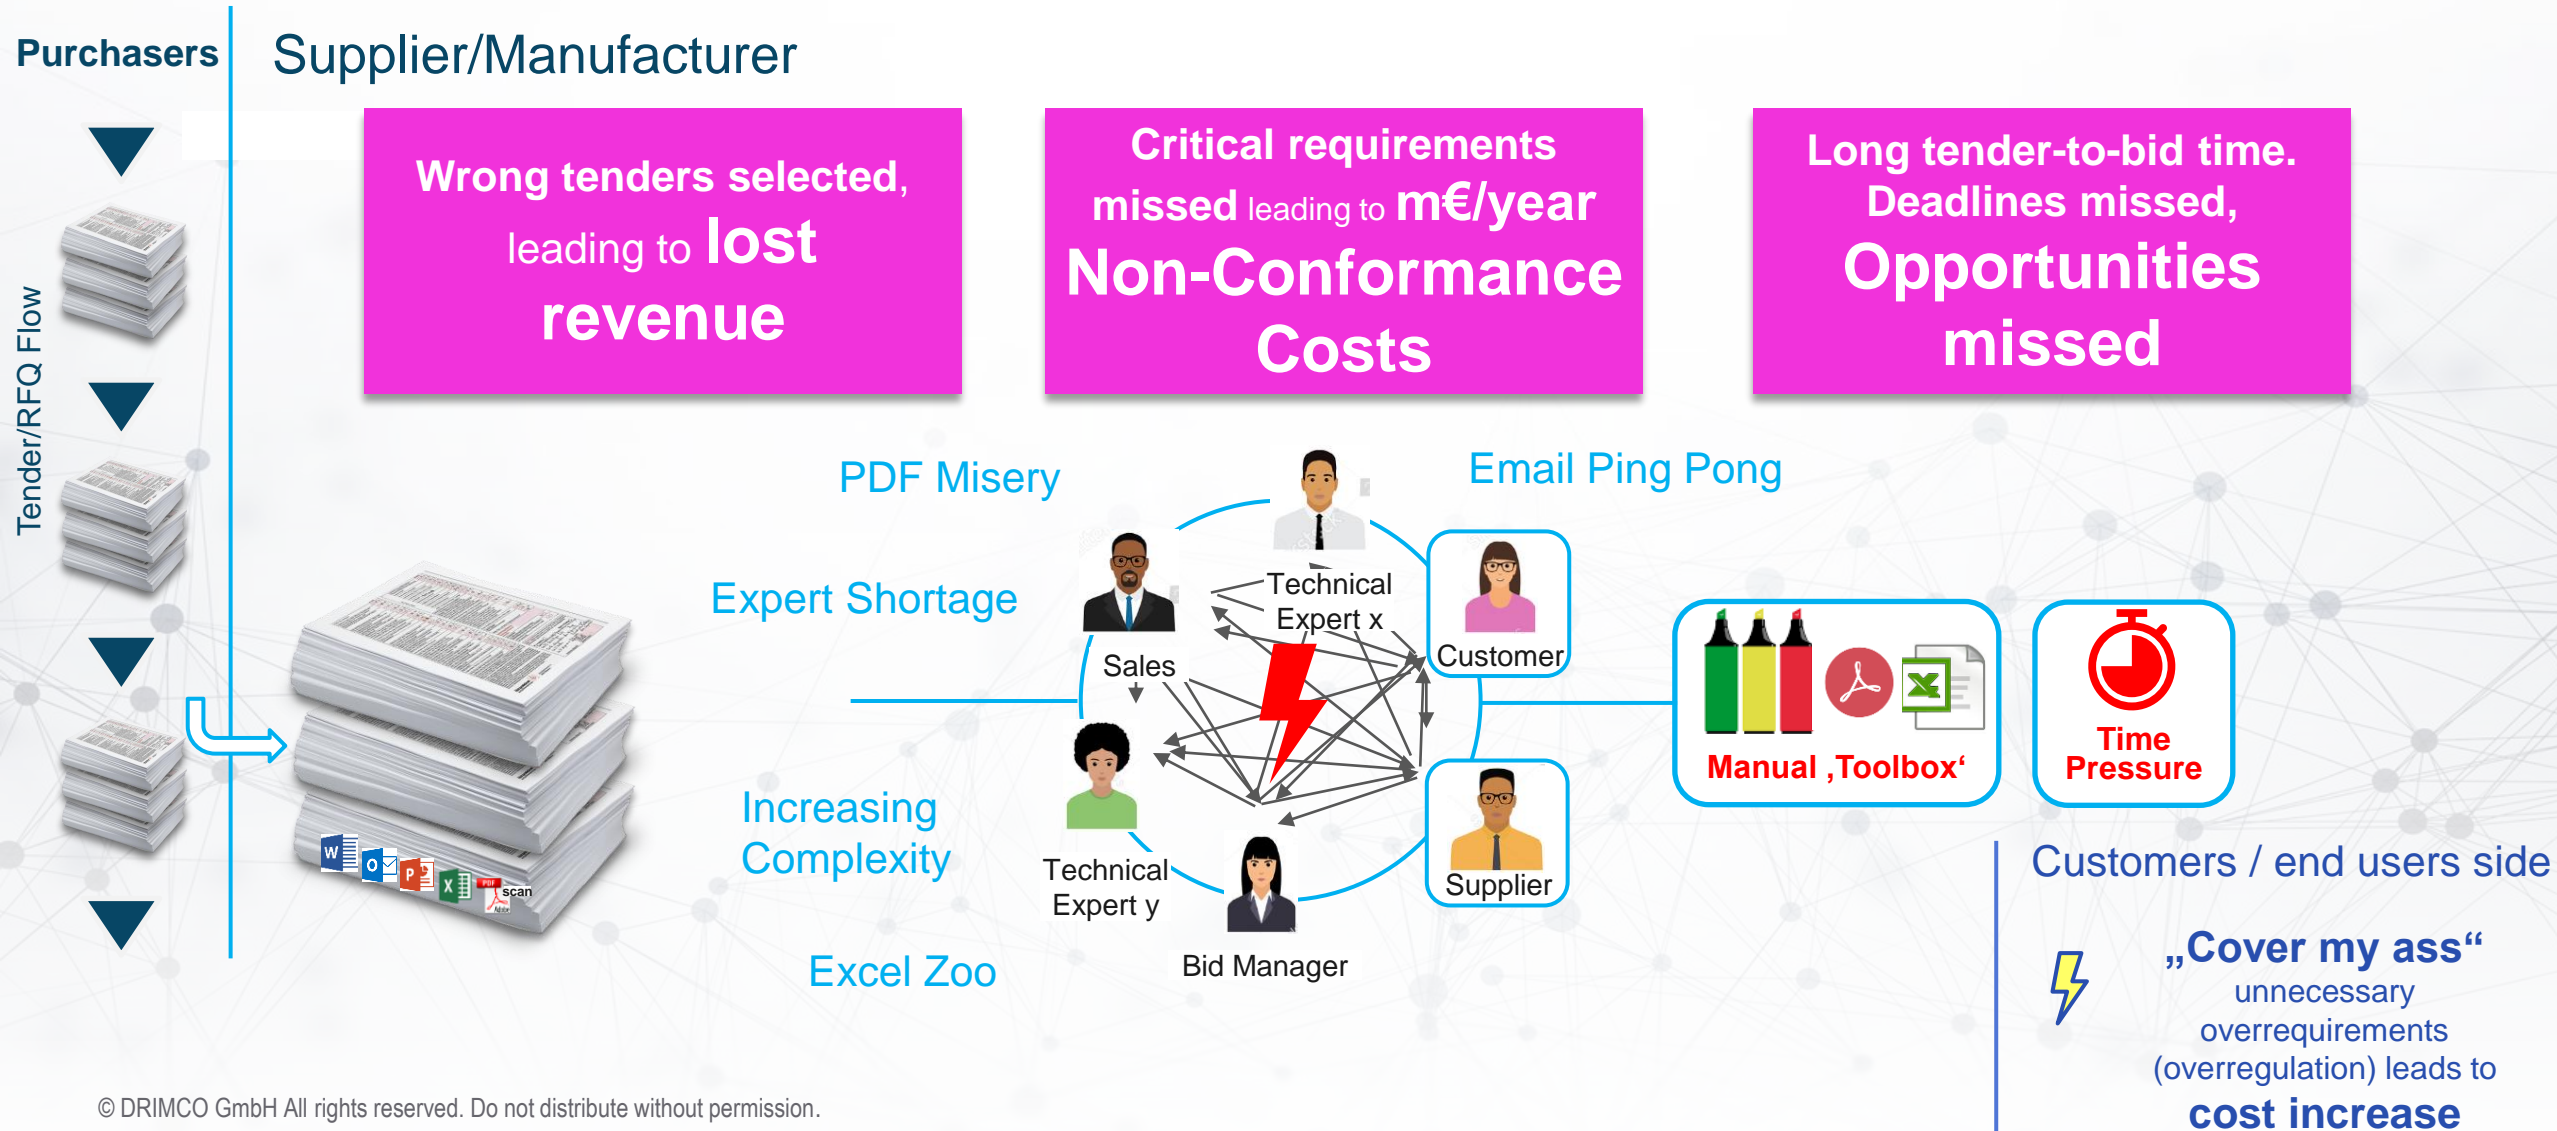 Purchasers
Supplier/Manufacturer
Tender/RFQ Flow
Wrong tenders selected,
leading to lost
revenue
Critical requirements
missed leading to m€/year
Non-Conformance
Costs
Long tender-to-bid time.
Deadlines missed,
Opportunities
missed
PDF Misery
Email Ping Pong
Expert Shortage
Increasing
Complexity
Excel Zoo
Technical
Expert x
Sales
Customer
Technical
Expert y
Supplier
Bid Manager
Manual ‚Toolbox‘
Time
Pressure
W
O
P
X
PDF
Adobe
scan
Customers / end users side
„Cover my ass“
unnecessary
overrequirements
(overregulation) leads to
cost increase
© DRIMCO GmbH All rights reserved. Do not distribute without permission.